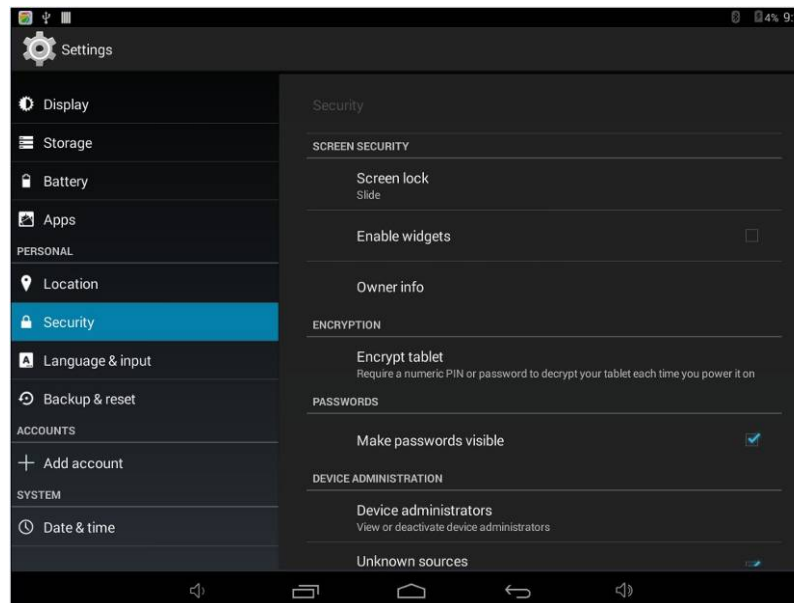 4% 9:
Settings
Display
Storage
Battery
Apps
PERSONAL
Location
Security
Language & input
Backup & reset
ACCOUNTS
Add account
SYSTEM
Date & time
Security
SCREEN SECURITY
Screen lock
Slide
Enable widgets
Owner info
ENCRYPTION
Encrypt tablet
Require a numeric PIN or password to decrypt your tablet each time you power it on
PASSWORDS
Make passwords visible
DEVICE ADMINISTRATION
Device administrators
View or deactivate device administrators
Unknown sources